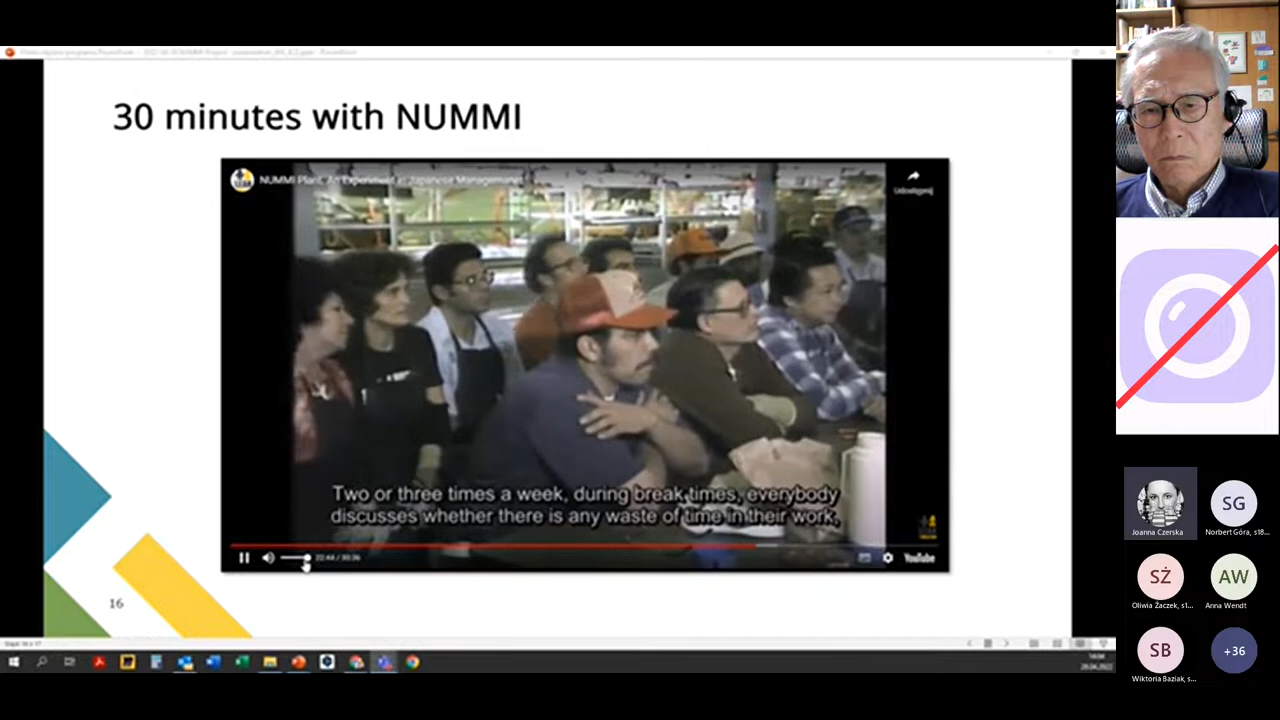 30 minutes with NUMMI
NUMMI Plant: An Experiment in Japanese Management
Udostępnij
Two or three times a week, during break times, everybody
discusses whether there is any waste of time in their work,
22:44 / 30:36
YouTube
16
Joanna Czerska
SG
Norbert Góra, s18...
SŻ
Oliwia Żaczek, s1...
AW
Anna Wendt
SB
Wiktoria Baziak, s...
+36